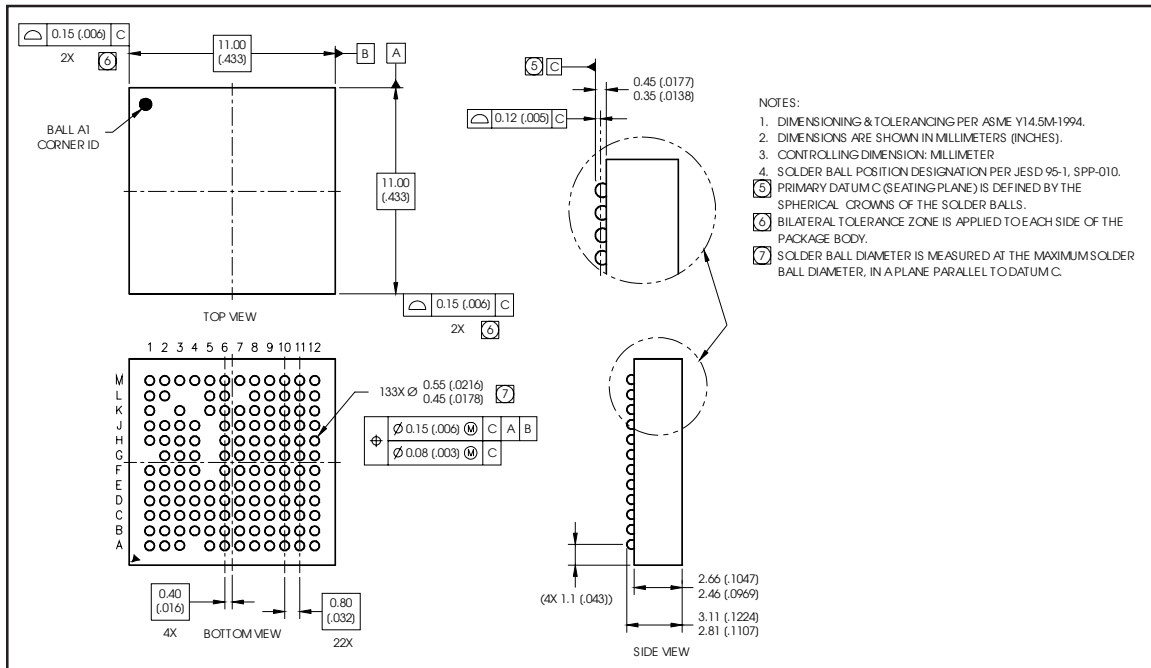 0.15 (.006) C
2X 6
11.00
(.433)
B
A
BALL A1
CORNER ID
11.00
(.433)
0.15 (.006) C
2X 6
TOP VIEW
5 C
0.45 (.0177)
0.35 (.0138)
0.12 (.005) C
NOTES:
1. DIMENSIONING & TOLERANCING PER ASME Y14.5M-1994.
2. DIMENSIONS ARE SHOWN IN MILLIMETERS (INCHES).
3. CONTROLLING DIMENSION: MILLIMETER
4. SOLDER BALL POSITION DESIGNATION PER JESD 95-1, SPP-010.
5 PRIMARY DATUM C (SEATING PLANE) IS DEFINED BY THE
SPHERICAL CROWNS OF THE SOLDER BALLS.
6 BILATERAL TOLERANCE ZONE IS APPLIED TO EACH SIDE OF THE
PACKAGE BODY.
7 SOLDER BALL DIAMETER IS MEASURED AT THE MAXIMUM SOLDER
BALL DIAMETER, IN A PLANE PARALLEL TO DATUM C.
1 2 3 4 5 6 7 8 9 10 11 12
M
L
K
J
H
G
F
E
D
C
B
A
133X Ø 0.55 (.0216)
0.45 (.0178) 7
Ø 0.15 (.006) Ⓜ C A B
Ø 0.08 (.003) Ⓜ C
0.40
(.016)
4X
BOTTOM VIEW
0.80
(.032)
22X
(4X 1.1 (.043))
2.66 (.1047)
2.46 (.0969)
3.11 (.1224)
2.81 (.1107)
SIDE VIEW